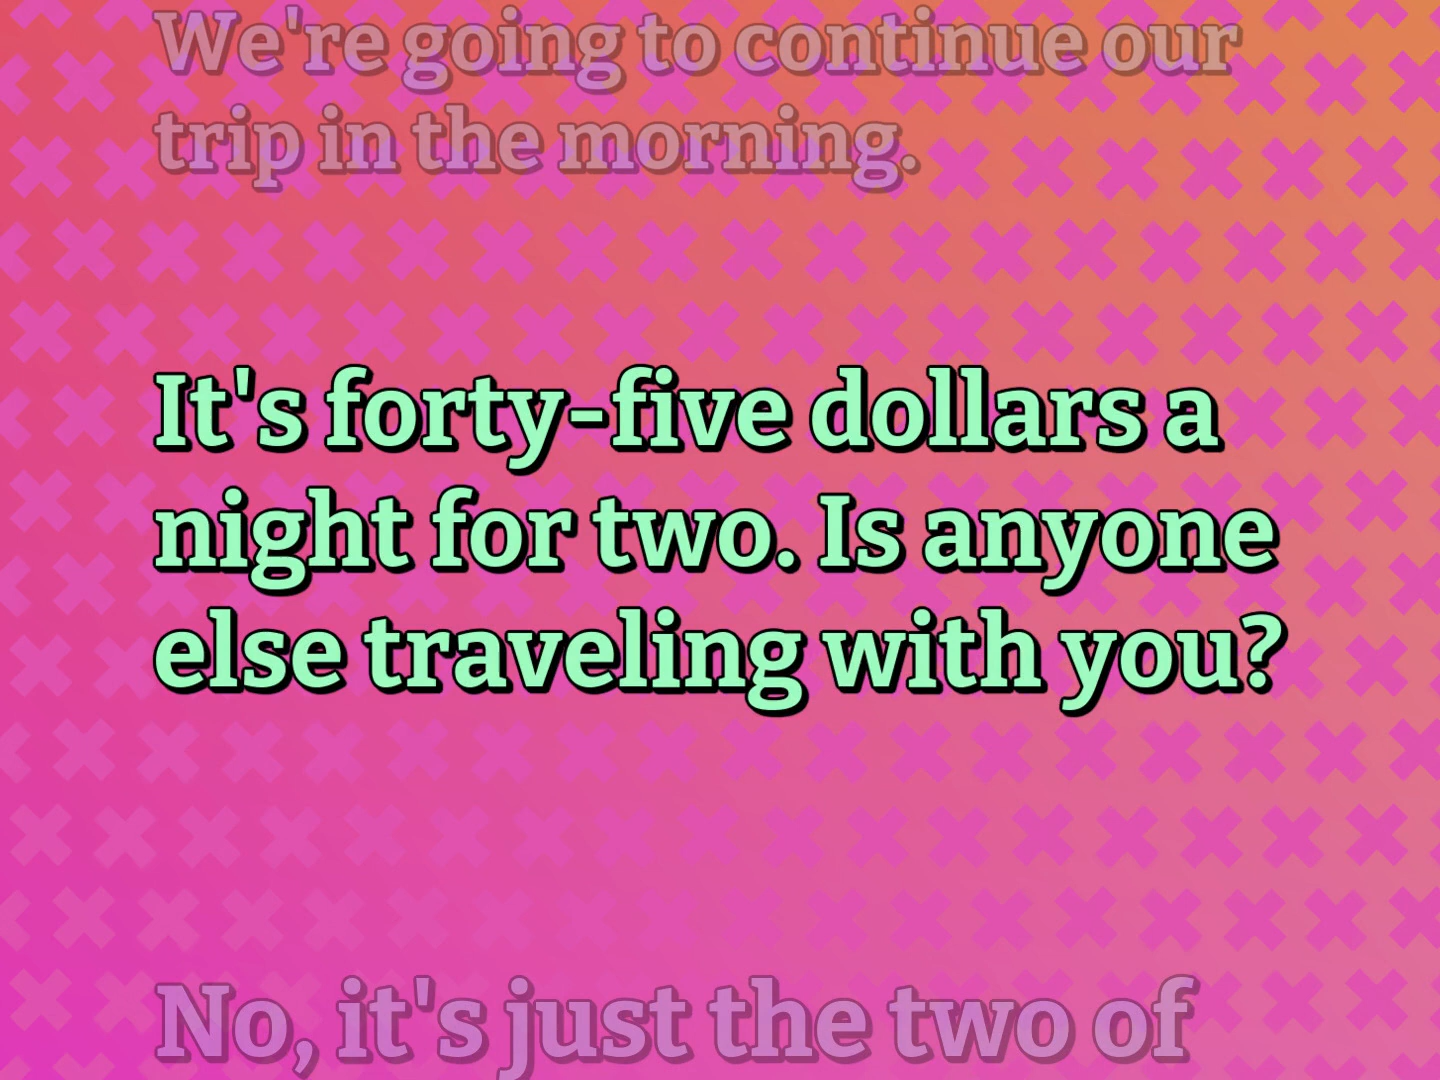 We're going to continue our
trip in the morning.
It's forty-five dollars a
night for two. Is anyone
else traveling with you?
No, it's just the two of